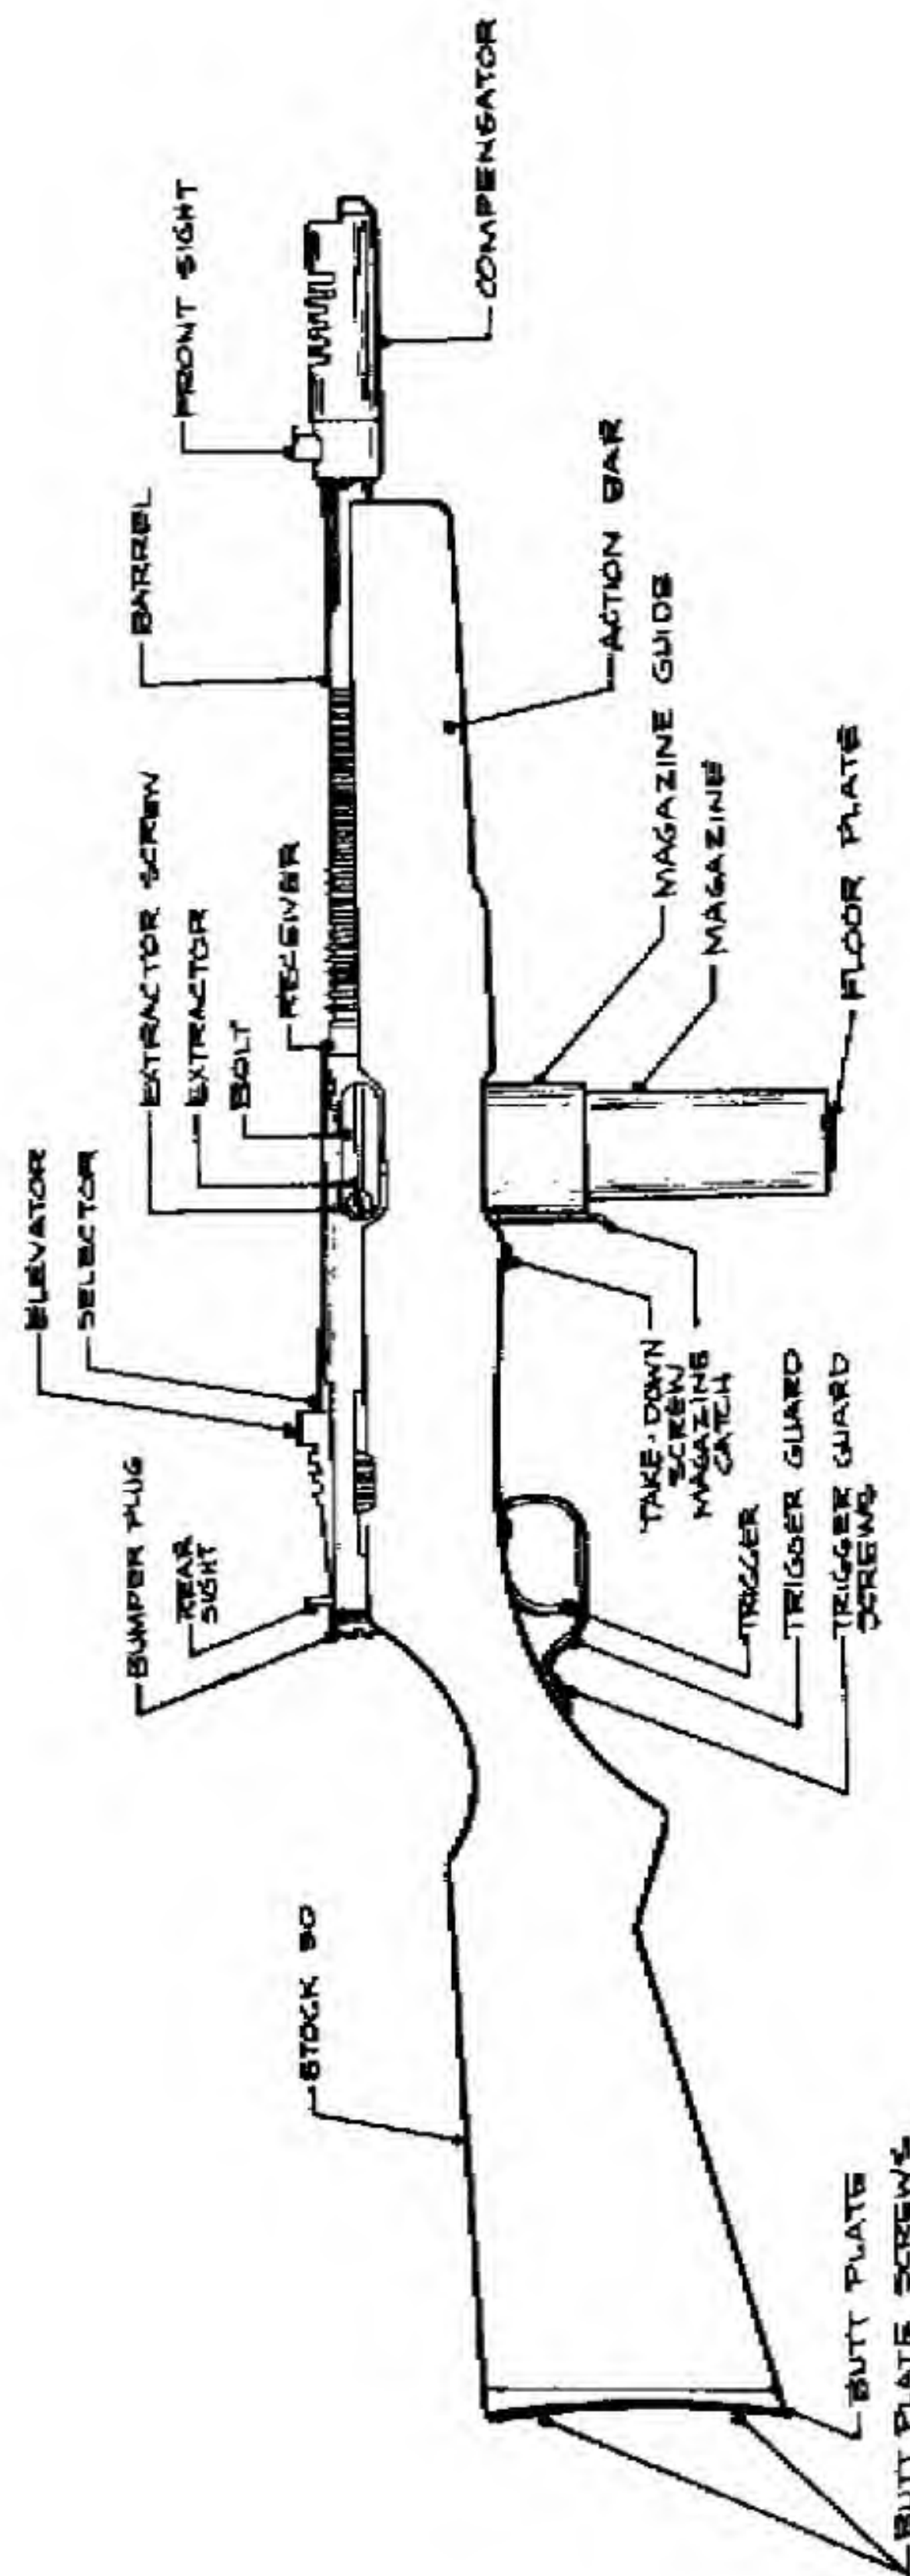 ELEVATOR
SELECTOR
BUMPER PLUG
REAR
SIGHT
EXTRACTOR SCREW
EXTRACTOR
BOLT
RECEIVER
BARREL
FRONT SIGHT
STOCK 50
COMPENSATOR
ACTION BAR
MAGAZINE GUIDE
MAGAZINE
FLOOR PLATE
TAKE-DOWN
SCREW
MAGAZINE
CATCH
TRIGGER
TRIGGER GUARD
TRIGGER GUARD
SCREWS
BUTT PLATE
BUTT PLATE SCREWS